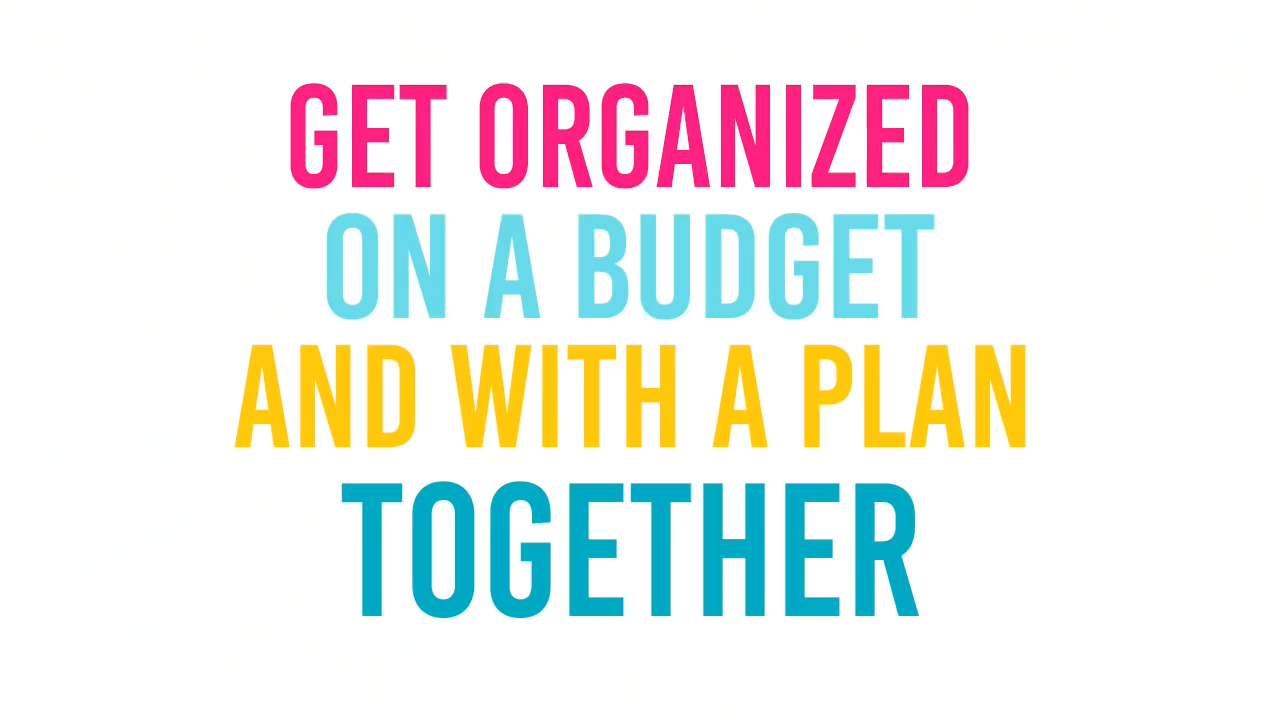 GET ORGANIZED
ON A BUDGET
AND WITH A PLAN
TOGETHER